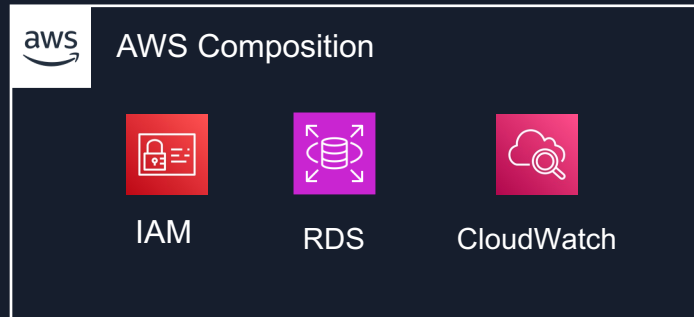 aws
AWS Composition
IAM
RDS
CloudWatch